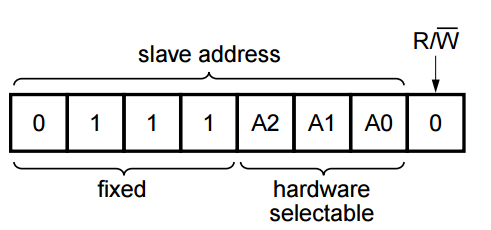 R/W̅
slave address
0 1 1 1 A2 A1 A0 0
fixed
hardware
selectable